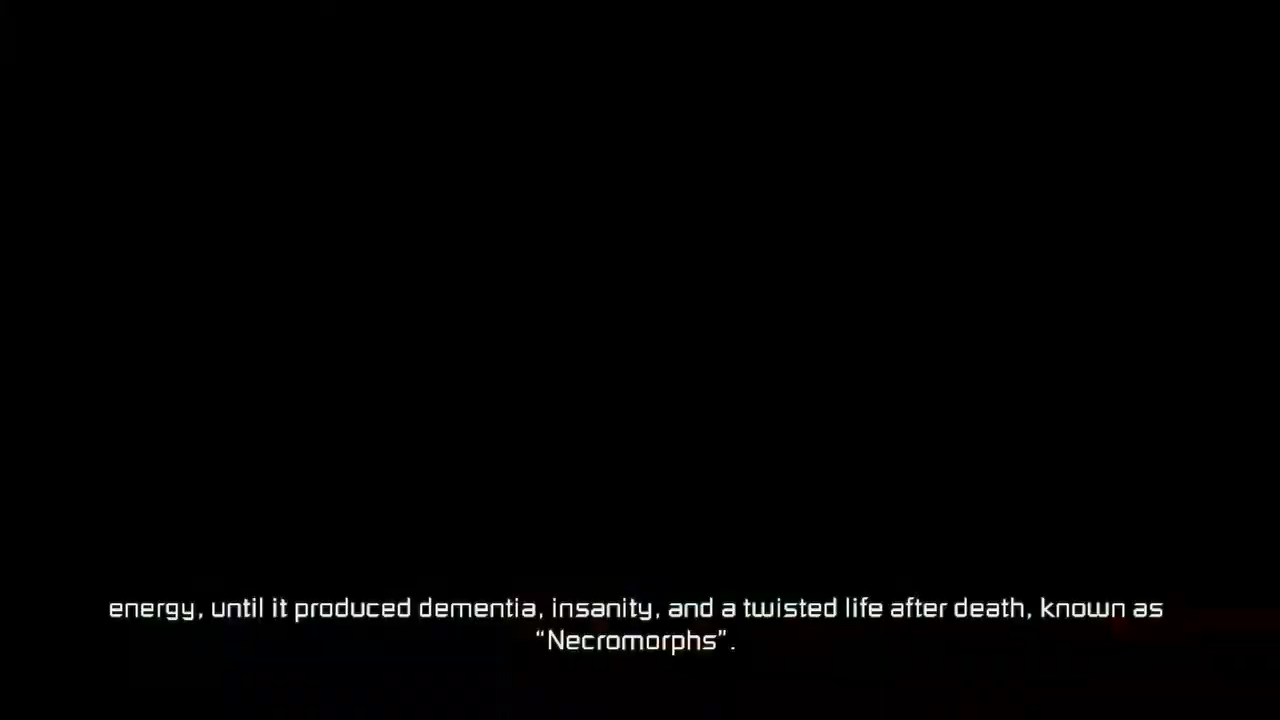 energy, until it produced dementia, insanity, and a twisted life after death, known as
“Necromorphs”.